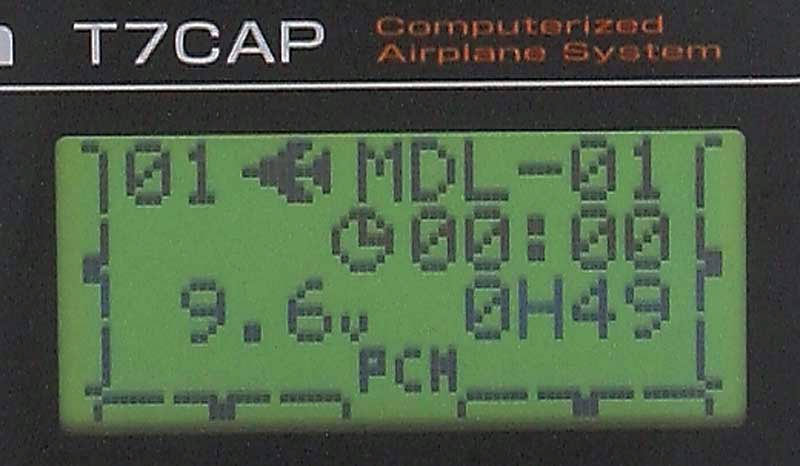 T7CAP
Computerized
Airplane System
01 MDL-01
00:00
9.6v 0H49
PCM